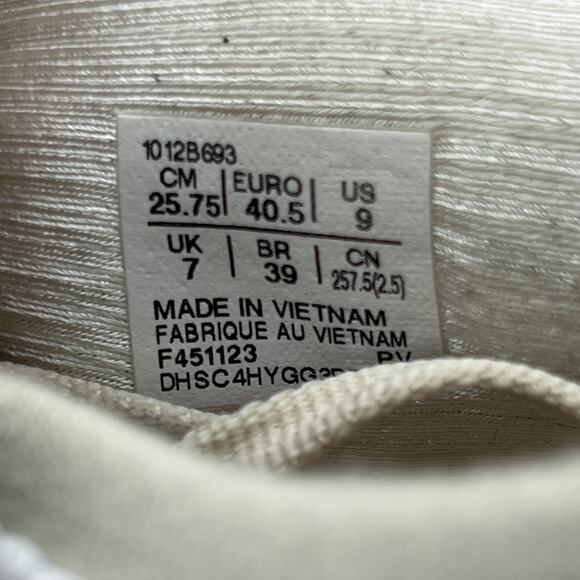 1012B693
CM | EURO | US
25.75 | 40.5 | 9
UK | BR | CN
7 | 39 | 257.5(2.5)
MADE IN VIETNAM
FABRIQUE AU VIETNAM
F451123 PV